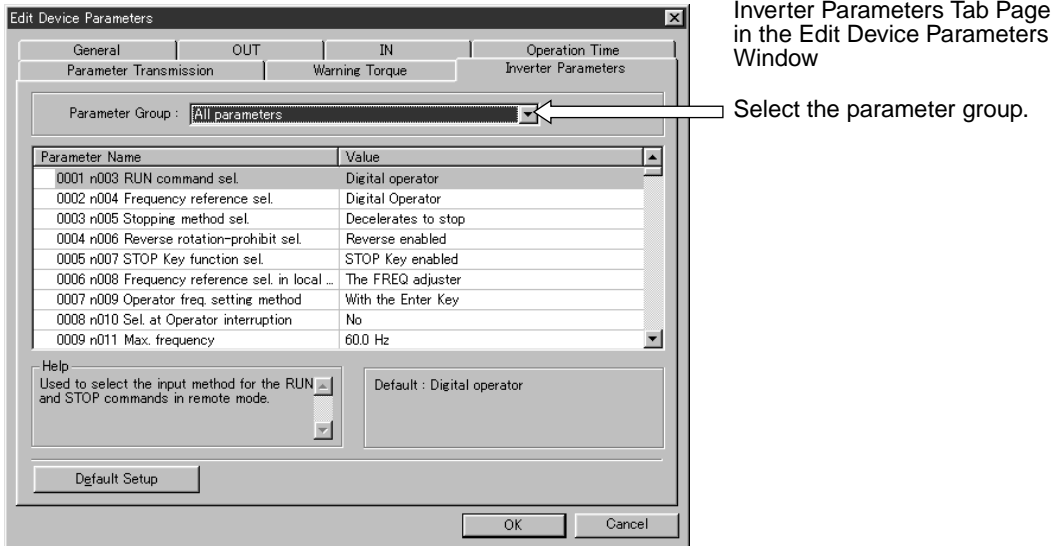 Edit Device Parameters
General OUT IN Operation Time
Parameter Transmission Warning Torque Inverter Parameters
Parameter Group : All parameters
Parameter Name Value
0001 n003 RUN command sel. Digital operator
0002 n004 Frequency reference sel. Digital Operator
0003 n005 Stopping method sel. Decelerates to stop
0004 n006 Reverse rotation-prohibit sel. Reverse enabled
0005 n007 STOP Key function sel. STOP Key enabled
0006 n008 Frequency reference sel. in local ... The FREQ adjuster
0007 n009 Operator freq. setting method With the Enter Key
0008 n010 Sel. at Operator interruption No
0009 n011 Max. frequency 60.0 Hz
Help
Used to select the input method for the RUN
and STOP commands in remote mode.
Default : Digital operator
Default Setup
OK Cancel
Inverter Parameters Tab Page
in the Edit Device Parameters
Window
Select the parameter group.